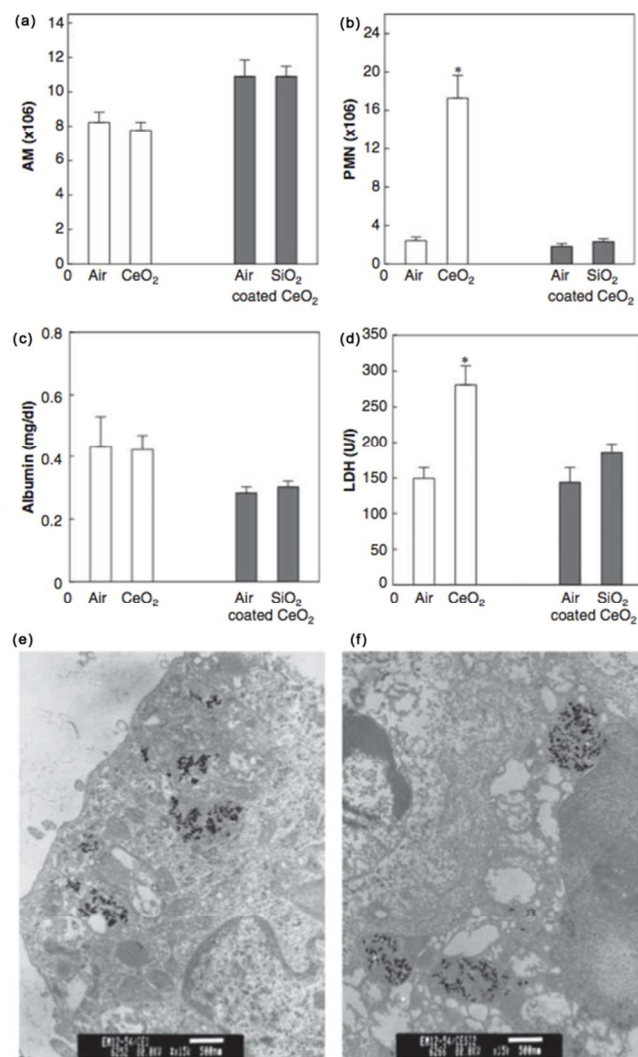 (a)
14
12
10
8
6
4
2
0
AM (x106)
Air
CeO₂
Air
SiO₂
coated CeO₂
(b)
26
20
16
12
8
4
0
PMN (x106)
*
Air
CeO₂
Air
SiO₂
coated CeO₂
(c)
0.8
0.6
0.4
0.2
0
Albumin (mg/dl)
0
Air
CeO₂
Air
SiO₂
coated CeO₂
(d)
350
300
250
200
150
100
50
0
LDH (U/l)
*
0
Air
CeO₂
Air
SiO₂
coated CeO₂
(e)
(f)
500nm
500nm